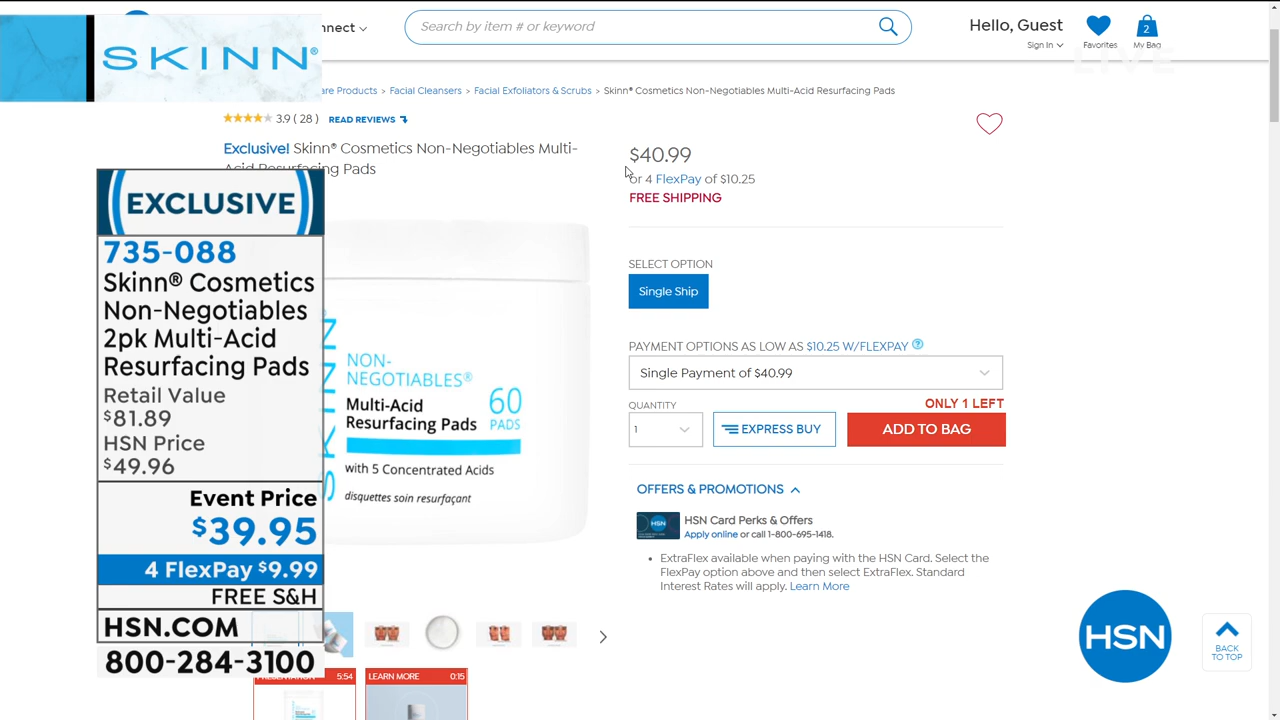 SKINN®
nnect
Search by item # or keyword
Hello, Guest
Sign In
Favorites
2
My Bag
LIVE
are Products > Facial Cleansers > Facial Exfoliators & Scrubs > Skinn® Cosmetics Non-Negotiables Multi-Acid Resurfacing Pads
3.9 ( 28 ) READ REVIEWS
Exclusive! Skinn® Cosmetics Non-Negotiables Multi-
Acid Resurfacing Pads
$40.99
or 4 FlexPay of $10.25
FREE SHIPPING
SELECT OPTION
Single Ship
PAYMENT OPTIONS AS LOW AS $10.25 W/FLEXPAY ?
Single Payment of $40.99
ONLY 1 LEFT
QUANTITY
1
EXPRESS BUY
ADD TO BAG
OFFERS & PROMOTIONS
HSN
HSN Card Perks & Offers
Apply online or call 1-800-695-1418.
• ExtraFlex available when paying with the HSN Card. Select the
FlexPay option above and then select ExtraFlex. Standard
Interest Rates will apply. Learn More
(EXCLUSIVE)
735-088
Skinn® Cosmetics
Non-Negotiables
2pk Multi-Acid
Resurfacing Pads
Retail Value
$81.89
HSN Price
$49.96
Event Price
$39.95
4 FlexPay $9.99
FREE S&H
HSN.COM
800-284-3100
SKINN
NON-
NEGOTIABLES®
Multi-Acid
Resurfacing Pads
60
PADS
with 5 Concentrated Acids
disquettes soin resurfaçant
PRESENTATION 5:54
LEARN MORE 0:15
HSN
BACK
TO TOP